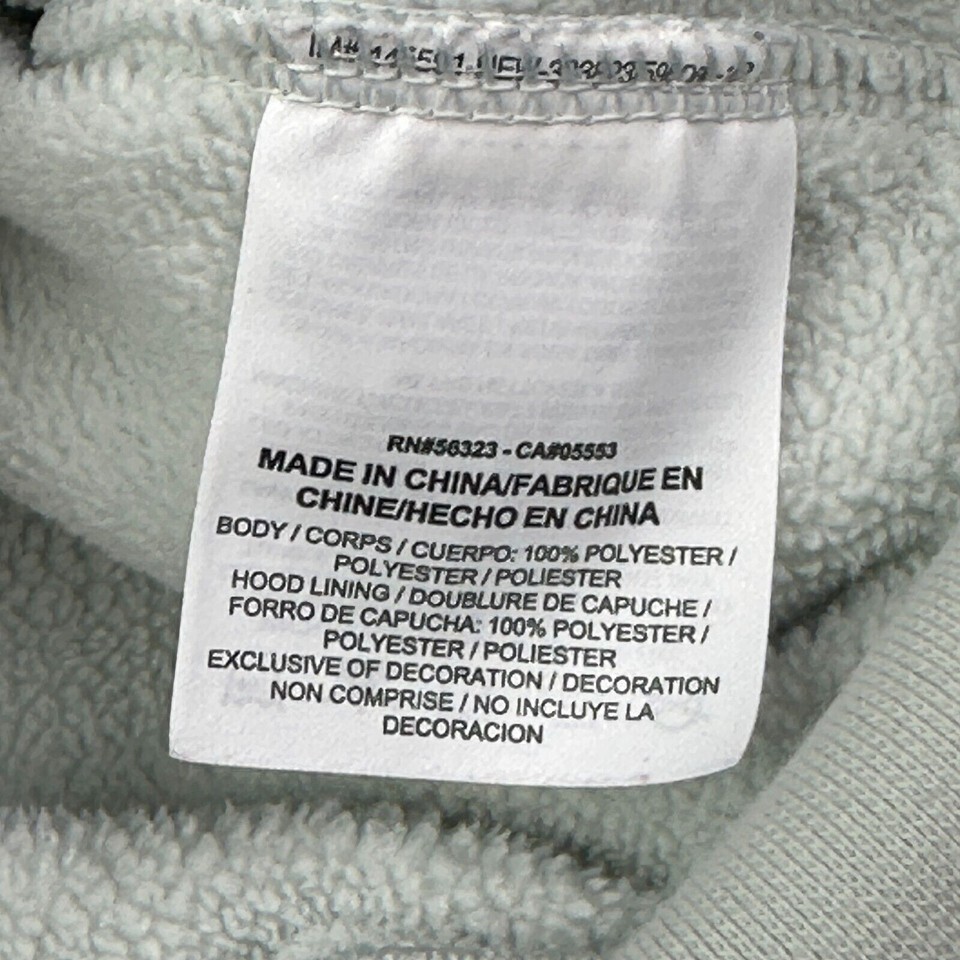 RN#56323 - CA#05553
MADE IN CHINA/FABRIQUE EN
CHINE/HECHO EN CHINA
BODY / CORPS / CUERPO: 100% POLYESTER /
POLYESTER / POLIESTER
HOOD LINING / DOUBLURE DE CAPUCHE /
FORRO DE CAPUCHA: 100% POLYESTER /
POLYESTER / POLIESTER
EXCLUSIVE OF DECORATION / DECORATION
NON COMPRISE / NO INCLUYE LA
DECORACION